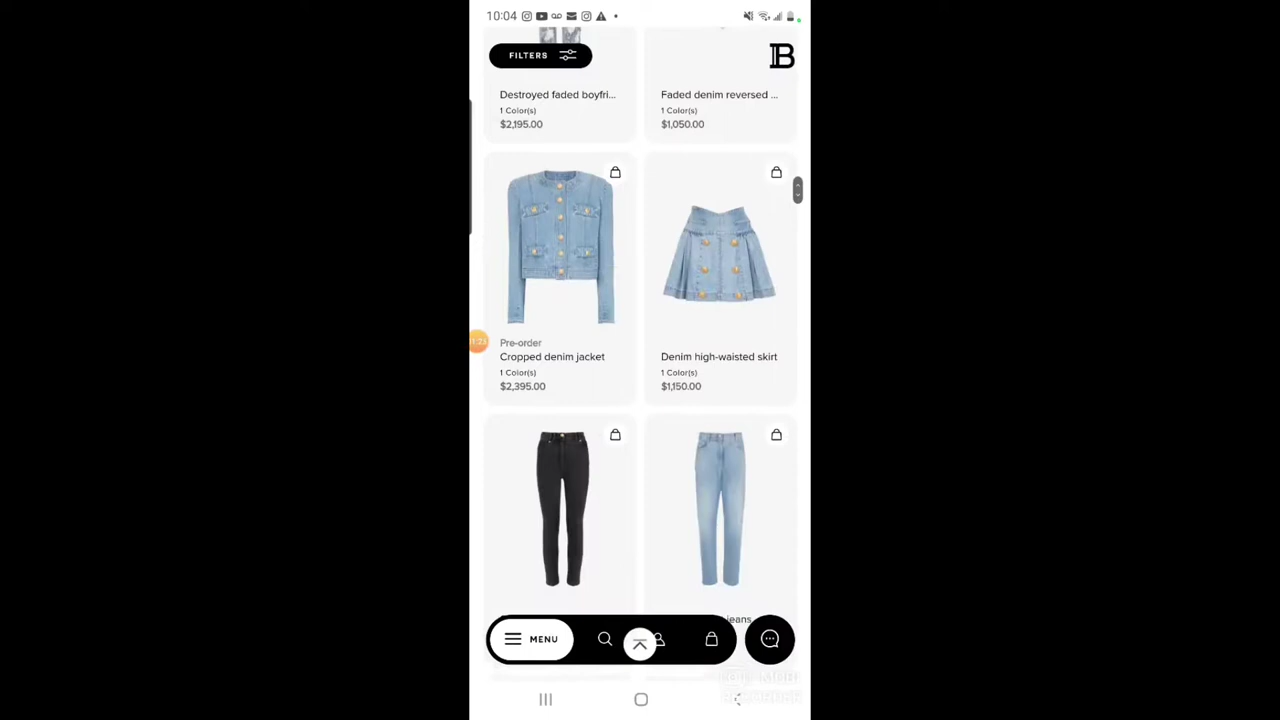 10:04
FILTERS
B
Destroyed faded boyfri...
1 Color(s)
$2,195.00
Faded denim reversed ...
1 Color(s)
$1,050.00
Pre-order
Cropped denim jacket
1 Color(s)
$2,395.00
Denim high-waisted skirt
1 Color(s)
$1,150.00
jeans
MENU